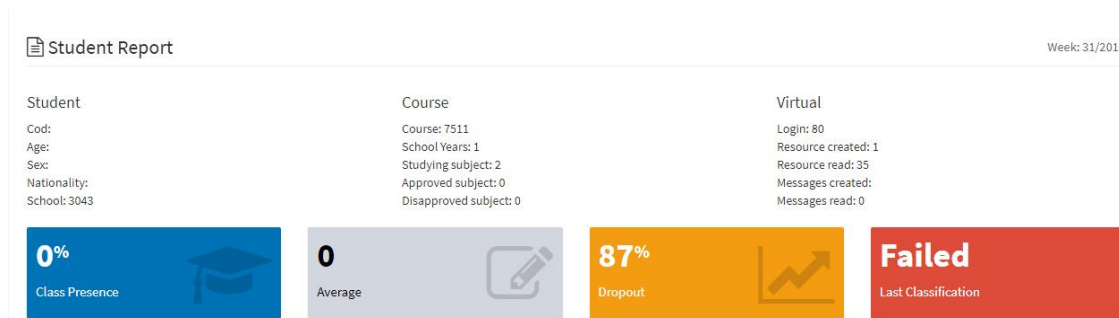 Student Report
Week: 31/201
Student
Cod:
Age:
Sex:
Nationality:
School: 3043
Course
Course: 7511
School Years: 1
Studying subject: 2
Approved subject: 0
Disapproved subject: 0
Virtual
Login: 80
Resource created: 1
Resource read: 35
Messages created:
Messages read: 0
0%
Class Presence
0
Average
87%
Dropout
Failed
Last Classification